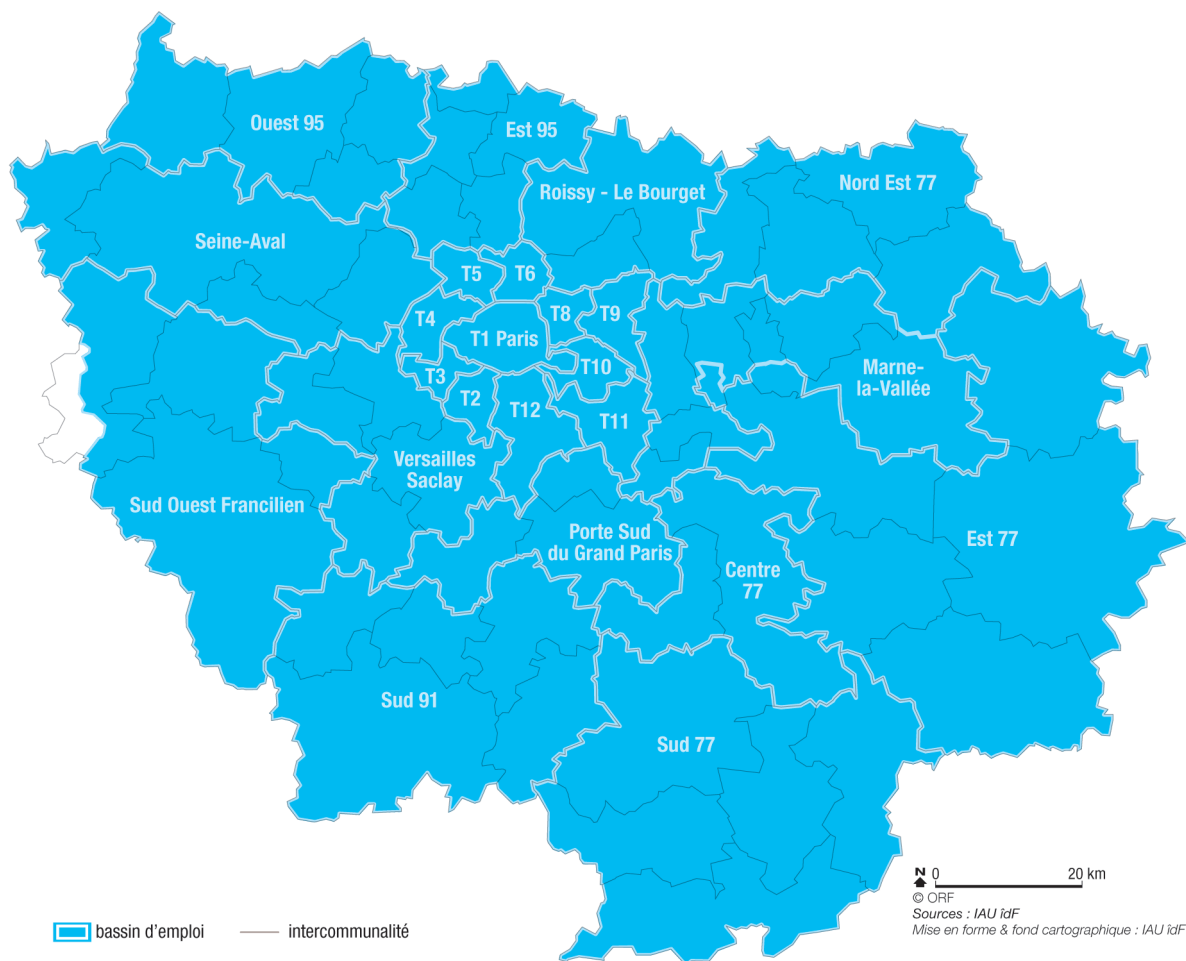 Ouest 95
Est 95
Roissy - Le Bourget
Nord Est 77
Seine-Aval
T5
T6
T4
T8
T9
T1 Paris
T3
T10
Marne-
la-Vallée
T2
T12
T11
Versailles
Saclay
Sud Ouest Francilien
Porte Sud
du Grand Paris
Est 77
Centre
77
Sud 91
Sud 77
N 0 20 km
© ORF
Sources : IAU îdF
Mise en forme & fond cartographique : IAU îdF
bassin d’emploi
intercommunalité